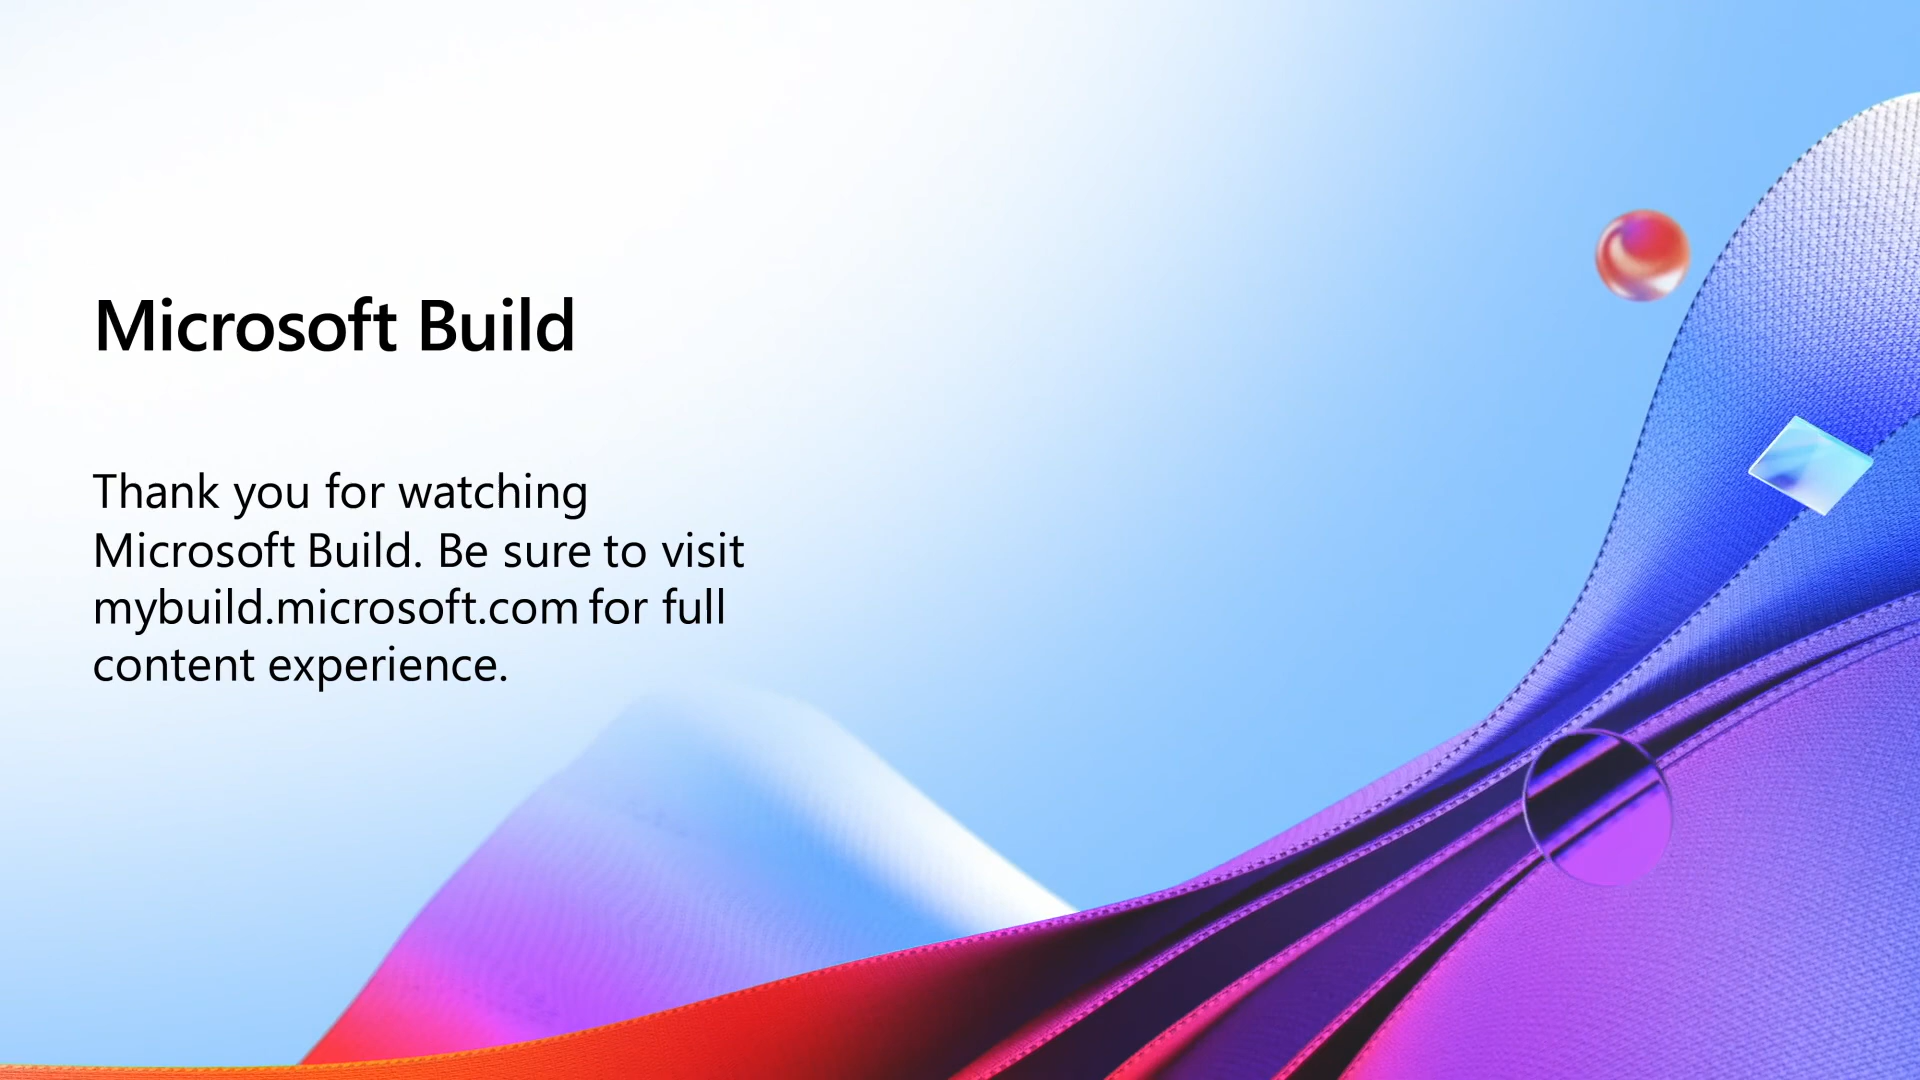 Microsoft Build
Thank you for watching
Microsoft Build. Be sure to visit
mybuild.microsoft.com for full
content experience.